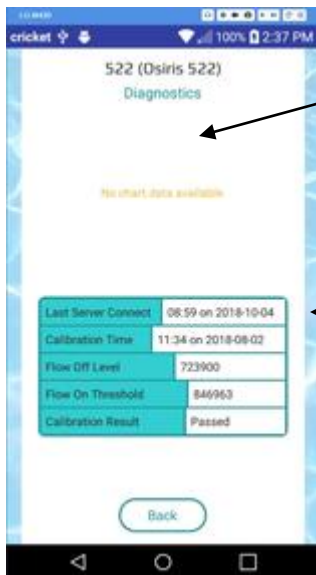 cricket 100% 2:37 PM
522 (Osiris 522)
Diagnostics
No chart data available
Last Server Connect 08:59 on 2018-10-04
Calibration Time 11:34 on 2018-08-02
Flow Off Level 723900
Flow On Threshold 846963
Calibration Result Passed
Back